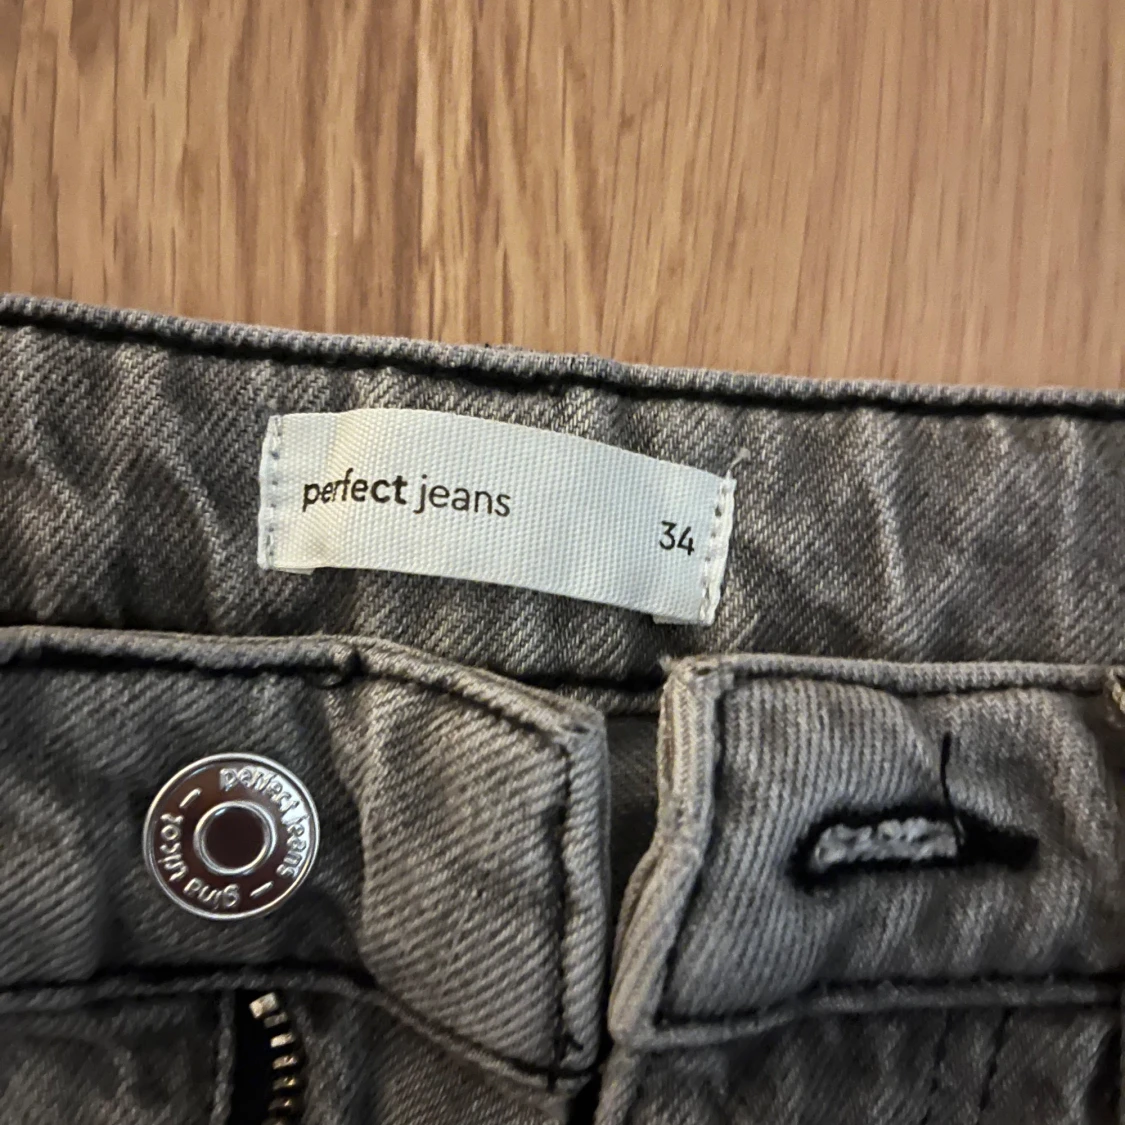 perfect jeans
34
perfect jeans — gina tricot —